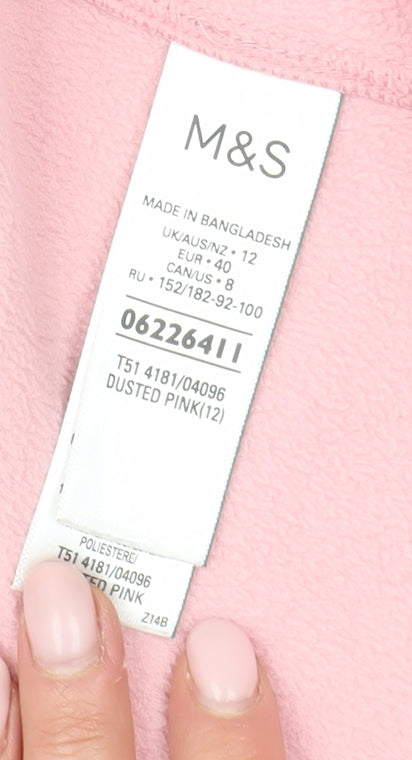 M&S
MADE IN BANGLADESH
UK/AUS/NZ • 12
EUR • 40
CAN/US • 8
RU • 152/182-92-100
06226411
T51 4181/04096
DUSTED PINK(12)
POLIESTERE/
T51 4181/04096
PINK
Z14B